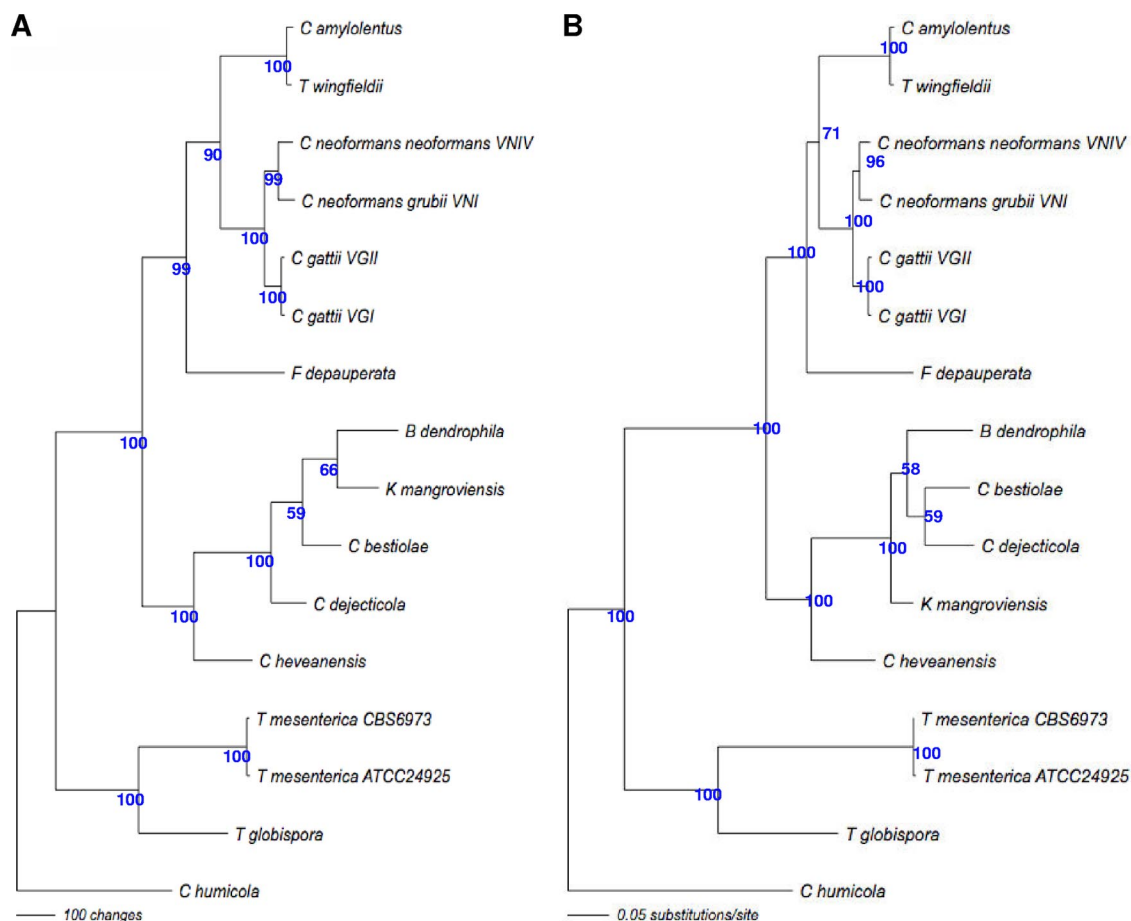 A
C amylolentus
100
T wingfieldii
90
C neoformans neoformans VNIV
99
C neoformans grubii VNI
100
C gattii VGII
99
100
C gattii VGI
F depauperata
B dendrophila
100
66
K mangroviensis
59
C bestiolae
100
C dejecticola
100
C heveanensis
T mesenterica CBS6973
100
T mesenterica ATCC24925
100
T globispora
C humicola
100 changes
B
C amylolentus
100
T wingfieldii
71
C neoformans neoformans VNIV
96
C neoformans grubii VNI
100
100
C gattii VGII
100
C gattii VGI
F depauperata
100
B dendrophila
58
C bestiolae
59
C dejecticola
100
100
K mangroviensis
100
C heveanensis
T mesenterica CBS6973
100
T mesenterica ATCC24925
100
T globispora
C humicola
0.05 substitutions/site